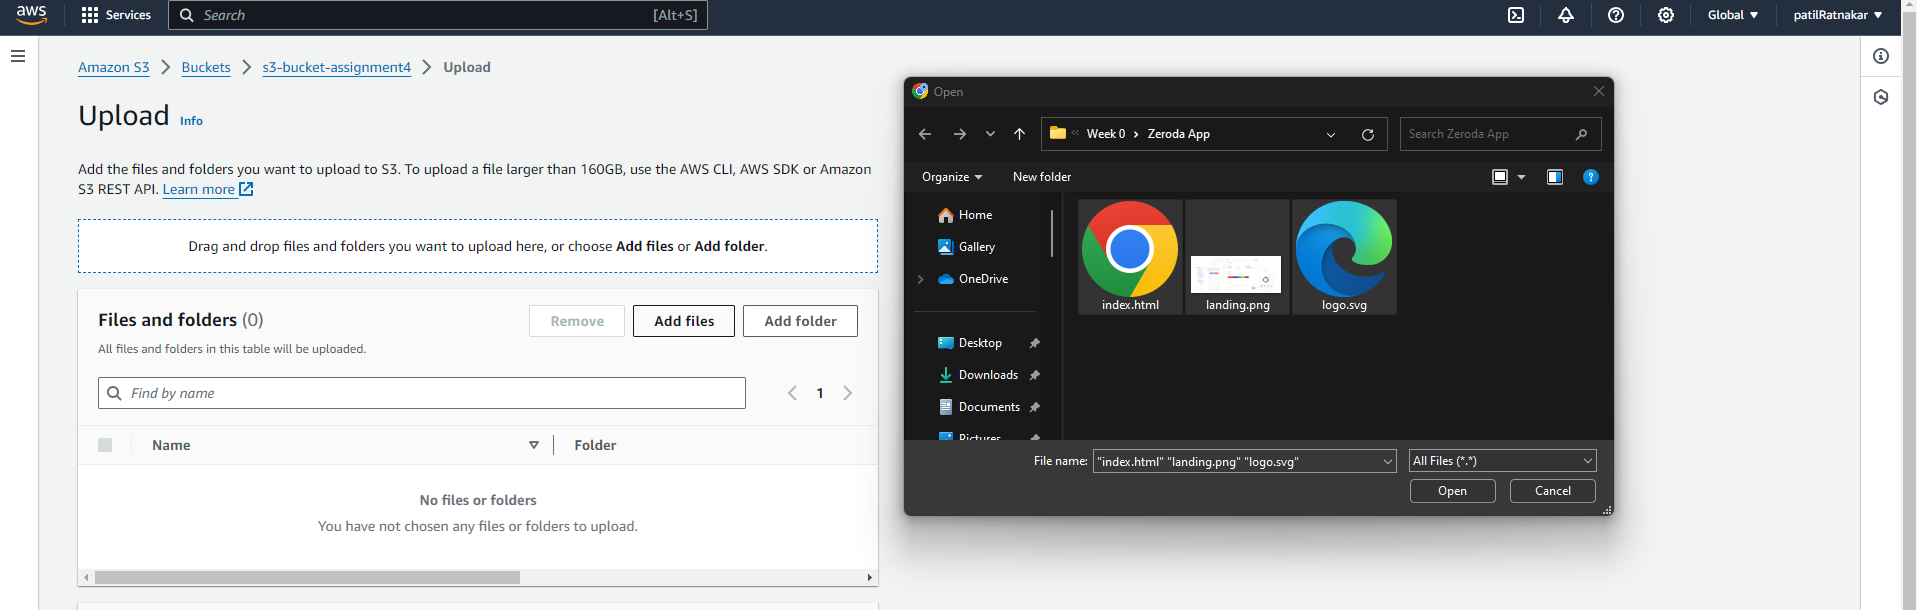 aws
Services
Search
[Alt+S]
Global
patilRatnakar
Amazon S3
Buckets
s3-bucket-assignment4
Upload
Upload
Info
Add the files and folders you want to upload to S3. To upload a file larger than 160GB, use the AWS CLI, AWS SDK or Amazon
S3 REST API. Learn more
Drag and drop files and folders you want to upload here, or choose Add files or Add folder.
Files and folders (0)
Remove
Add files
Add folder
All files and folders in this table will be uploaded.
Find by name
1
Name
Folder
No files or folders
You have not chosen any files or folders to upload.
Open
Week 0
Zeroda App
Search Zeroda App
Organize
New folder
Home
Gallery
OneDrive
Desktop
Downloads
Documents
Pictures
index.html
landing.png
logo.svg
File name:
"index.html" "landing.png" "logo.svg"
All Files (*.*)
Open
Cancel